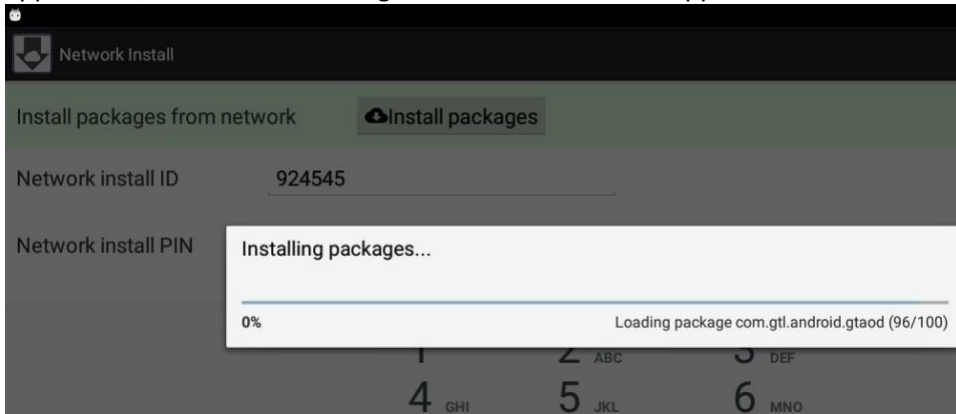 Network Install
Install packages from network Install packages
Network install ID 924545
Network install PIN
Installing packages...
0% Loading package com.gtl.android.gtaod (96/100)
1 2 ABC 3 DEF
4 GHI 5 JKL 6 MNO